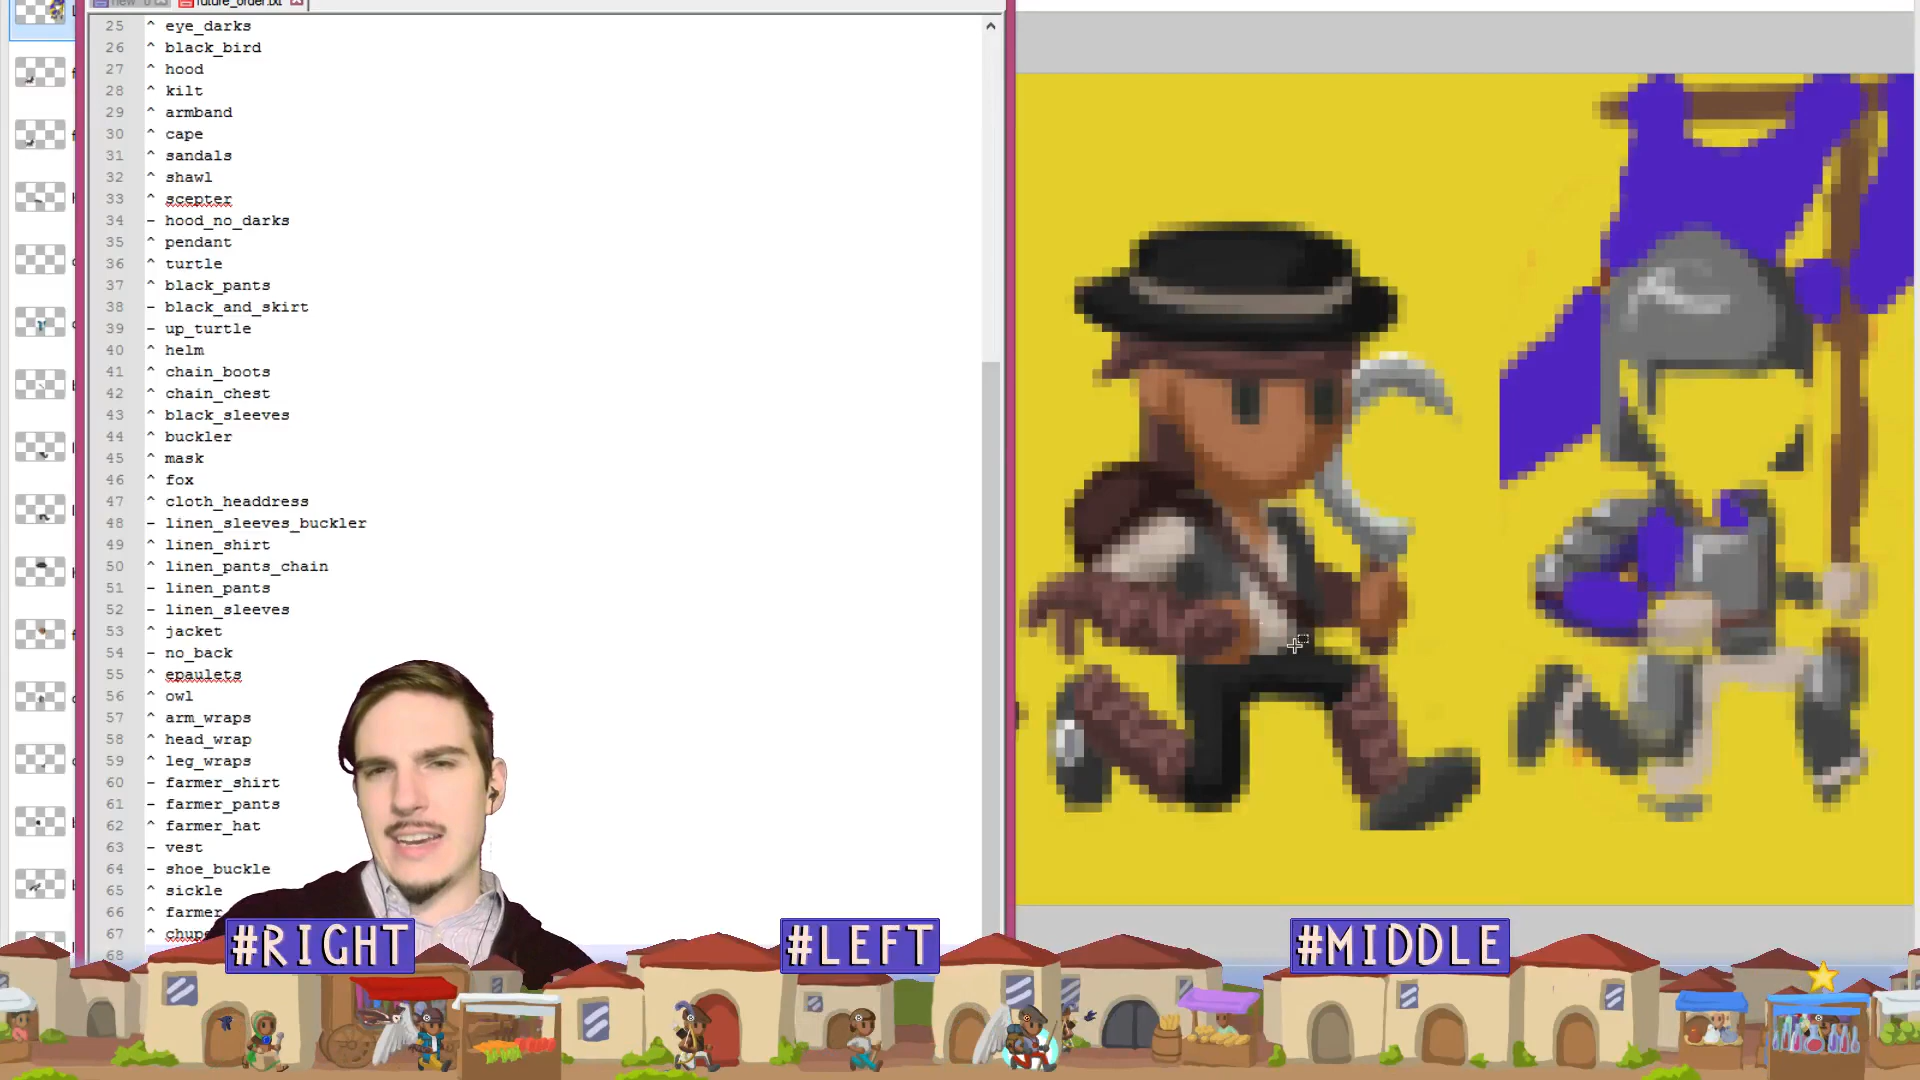 future_order.txt
25 ^ eye_darks
26 ^ black_bird
27 ^ hood
28 ^ kilt
29 ^ armband
30 ^ cape
31 ^ sandals
32 ^ shawl
33 ^ scepter
34 - hood_no_darks
35 ^ pendant
36 ^ turtle
37 ^ black_pants
38 - black_and_skirt
39 - up_turtle
40 ^ helm
41 ^ chain_boots
42 ^ chain_chest
43 ^ black_sleeves
44 ^ buckler
45 ^ mask
46 ^ fox
47 ^ cloth_headdress
48 - linen_sleeves_buckler
49 ^ linen_shirt
50 ^ linen_pants_chain
51 - linen_pants
52 - linen_sleeves
53 ^ jacket
54 - no_back
55 ^ epaulets
56 ^ owl
57 ^ arm_wraps
58 ^ head_wrap
59 ^ leg_wraps
60 - farmer_shirt
61 - farmer_pants
62 ^ farmer_hat
63 - vest
64 - shoe_buckle
65 ^ sickle
66 ^ farmer
67 ^ chup
68
#RIGHT
#LEFT
#MIDDLE